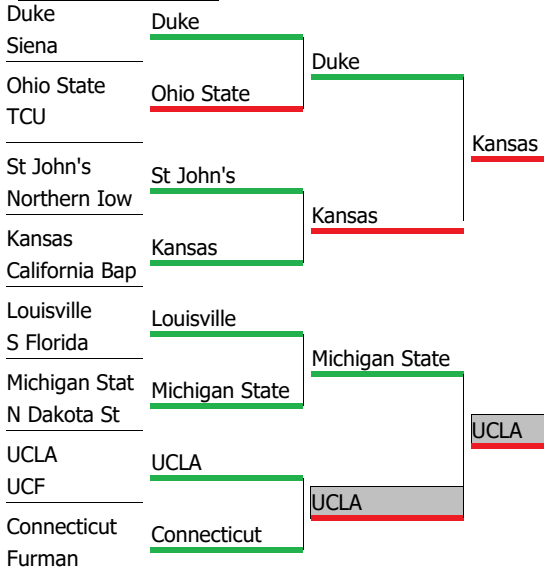 Duke
Siena
Ohio State
TCU
St John's
Northern Iow
Kansas
California Bap
Louisville
S Florida
Michigan Stat
N Dakota St
UCLA
UCF
Connecticut
Furman
Duke
Ohio State
St John's
Kansas
Louisville
Michigan State
UCLA
Connecticut
Duke
Kansas
Michigan State
UCLA
Kansas
UCLA